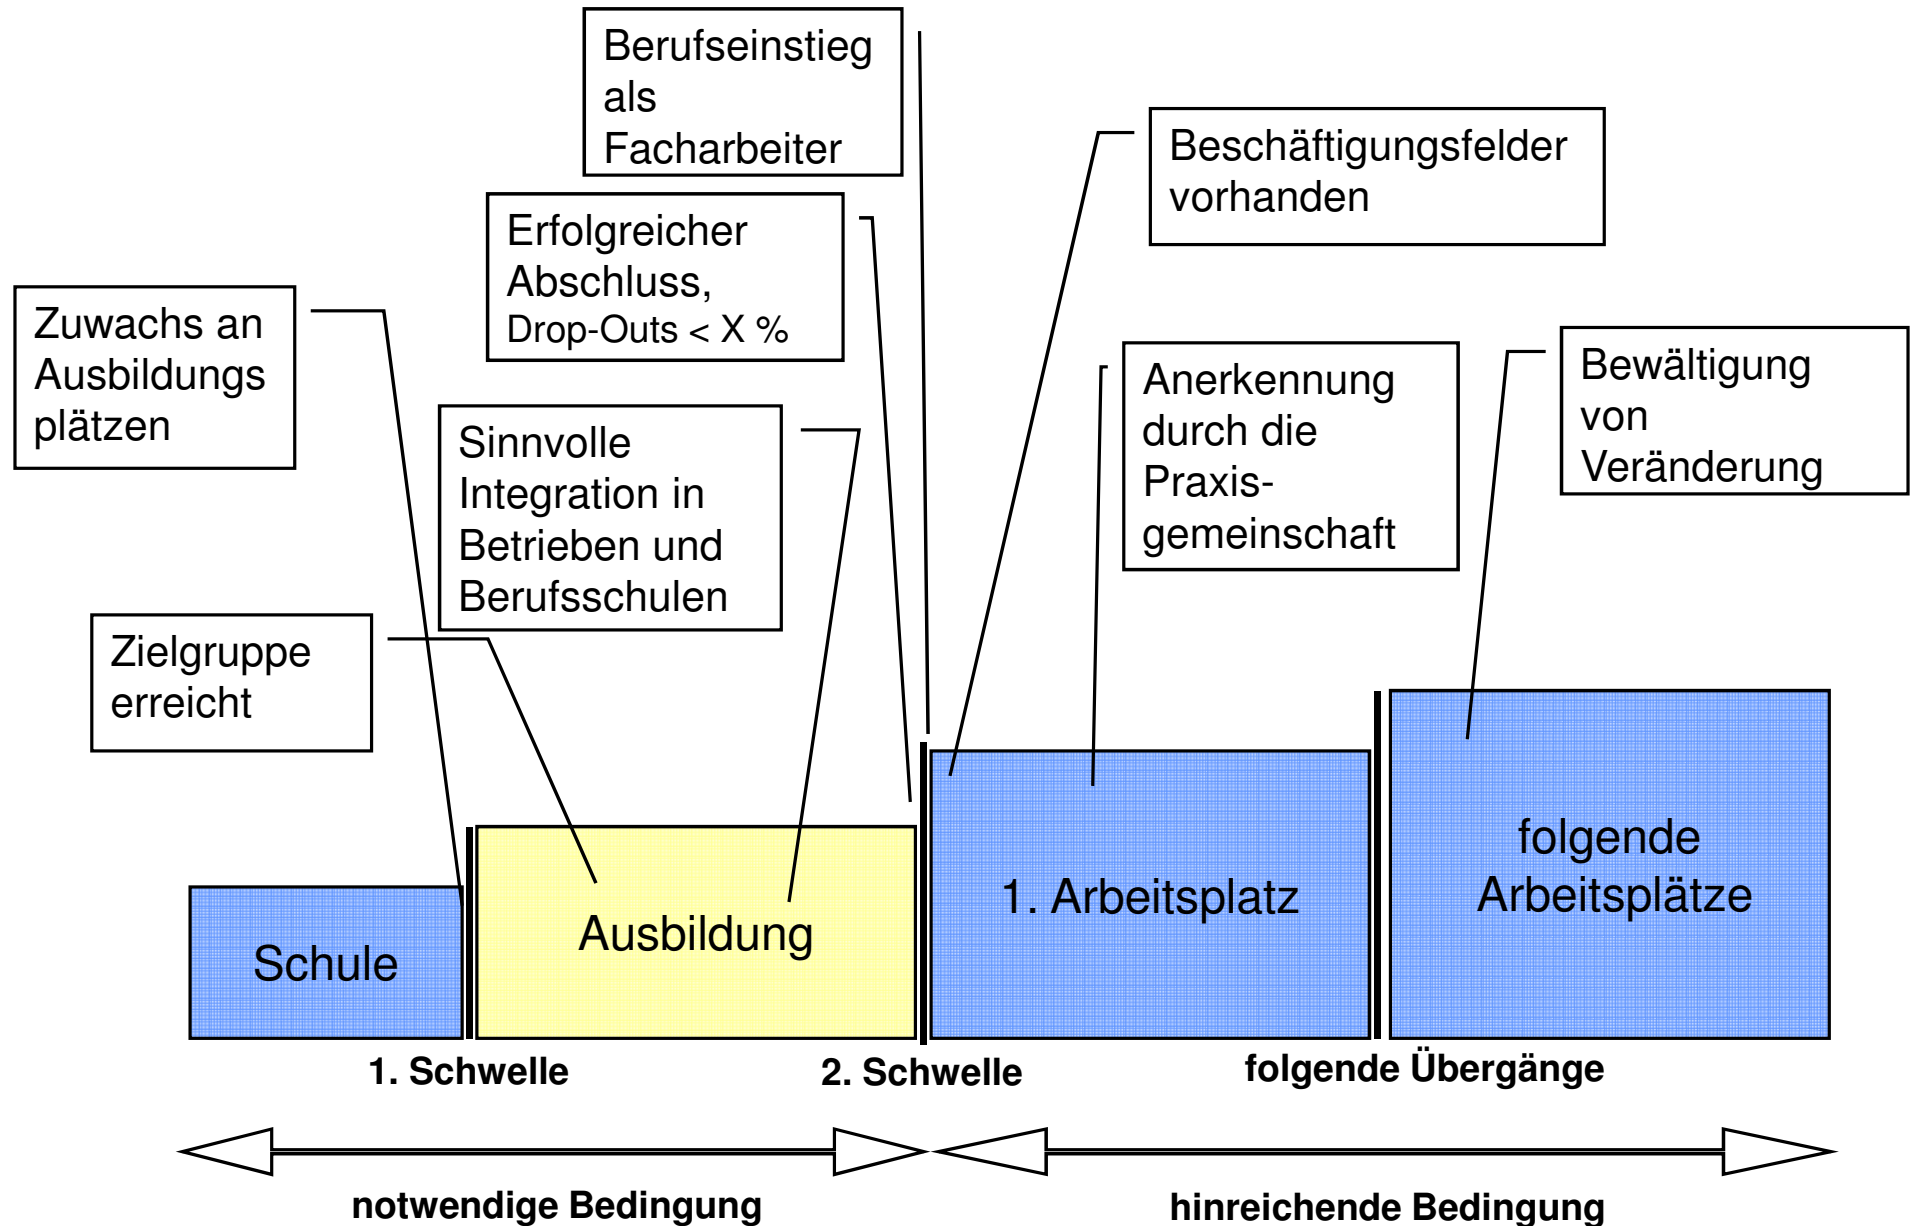 Berufseinstieg
als
Facharbeiter
Beschäftigungsfelder
vorhanden
Erfolgreicher
Abschluss,
Drop-Outs < X %
Zuwachs an
Ausbildungs
plätzen
Anerkennung
durch die
Praxis-
gemeinschaft
Bewältigung
von
Veränderung
Sinnvolle
Integration in
Betrieben und
Berufsschulen
Zielgruppe
erreicht
Schule
Ausbildung
1. Arbeitsplatz
folgende
Arbeitsplätze
1. Schwelle
2. Schwelle
folgende Übergänge
notwendige Bedingung
hinreichende Bedingung